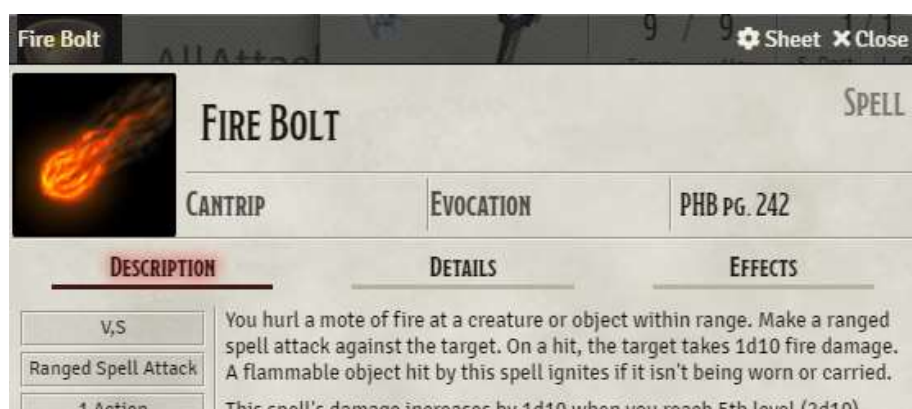 Fire Bolt
Sheet Close
FIRE BOLT
SPELL
CANTRIP
EVOCATION
PHB PG. 242
DESCRIPTION
DETAILS
EFFECTS
V,S
Ranged Spell Attack
1 Action
You hurl a mote of fire at a creature or object within range. Make a ranged
spell attack against the target. On a hit, the target takes 1d10 fire damage.
A flammable object hit by this spell ignites if it isn't being worn or carried.
This spell's damage increases by 1d10 when you reach 5th level (2d10)